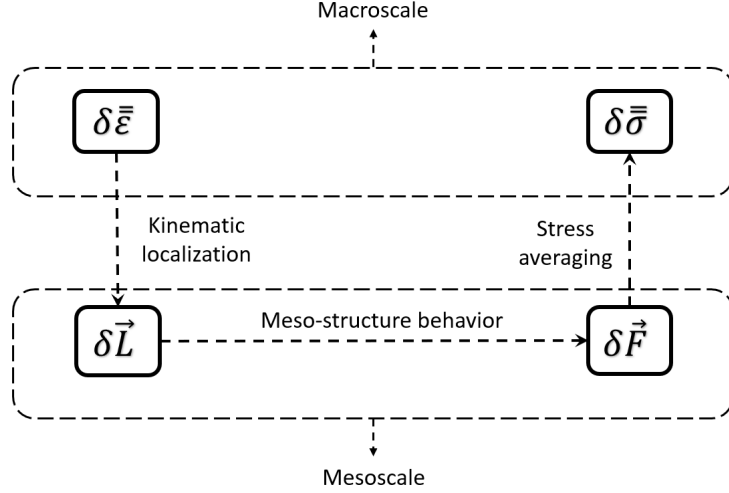 Macroscale
δε̿
δσ̿
Kinematic
localization
Stress
averaging
Meso-structure behavior
δL⃗
δF⃗
Mesoscale